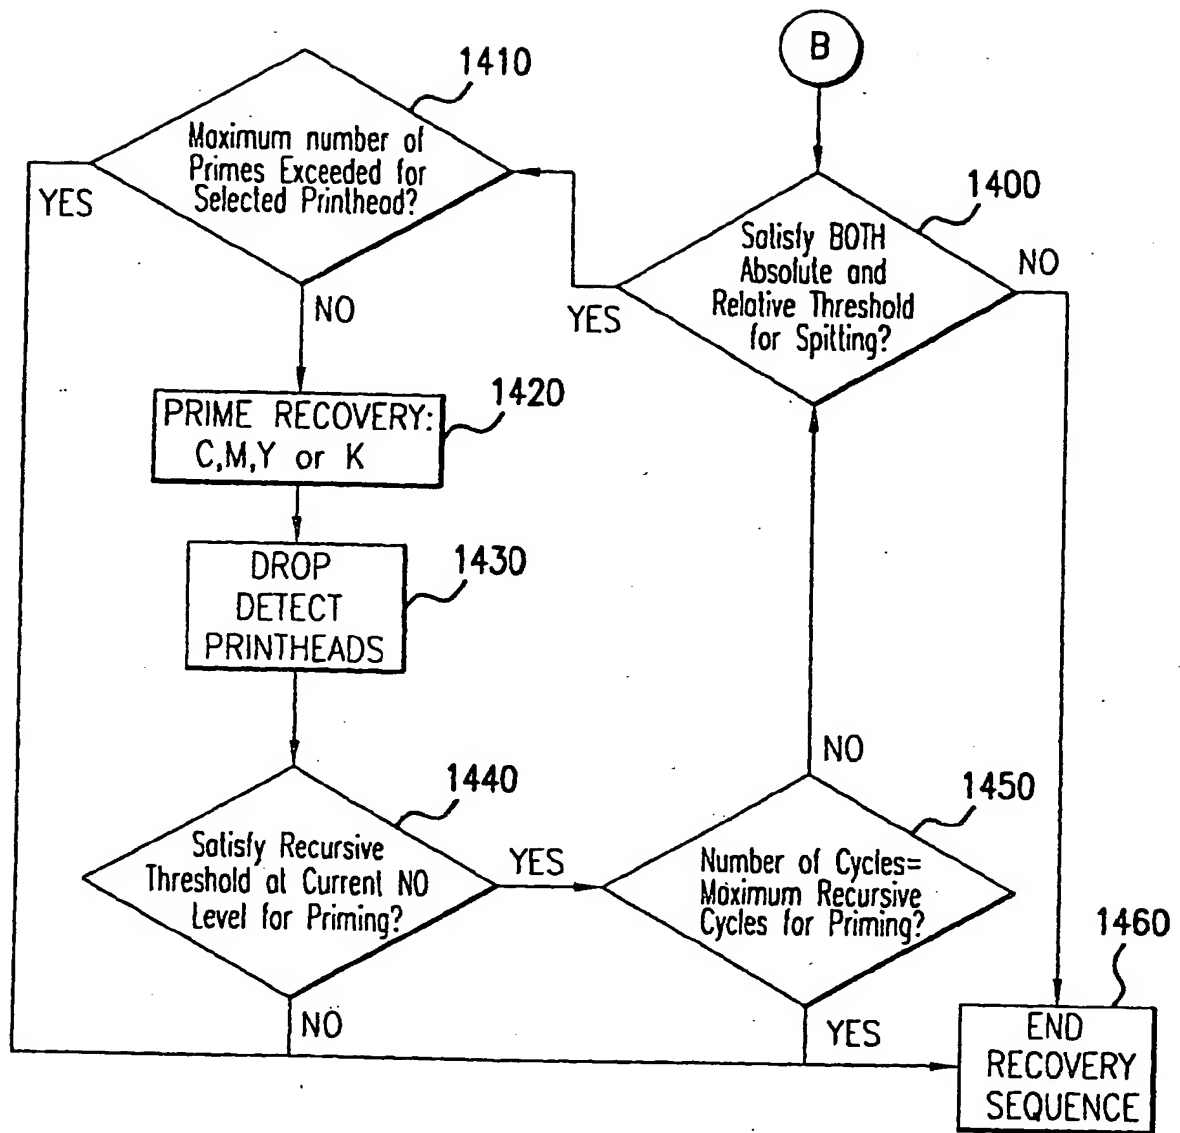 B
1410
Maximum number of
Primes Exceeded for
Selected Printhead?
YES
NO
1400
Satisfy BOTH
Absolute and
Relative Threshold
for Spitting?
NO
YES
1420
PRIME RECOVERY:
C,M,Y or K
1430
DROP
DETECT
PRINTHEADS
1440
Satisfy Recursive
Threshold at Current NO
Level for Priming?
YES
NO
NO
1450
Number of Cycles=
Maximum Recursive
Cycles for Priming?
YES
1460
END
RECOVERY
SEQUENCE